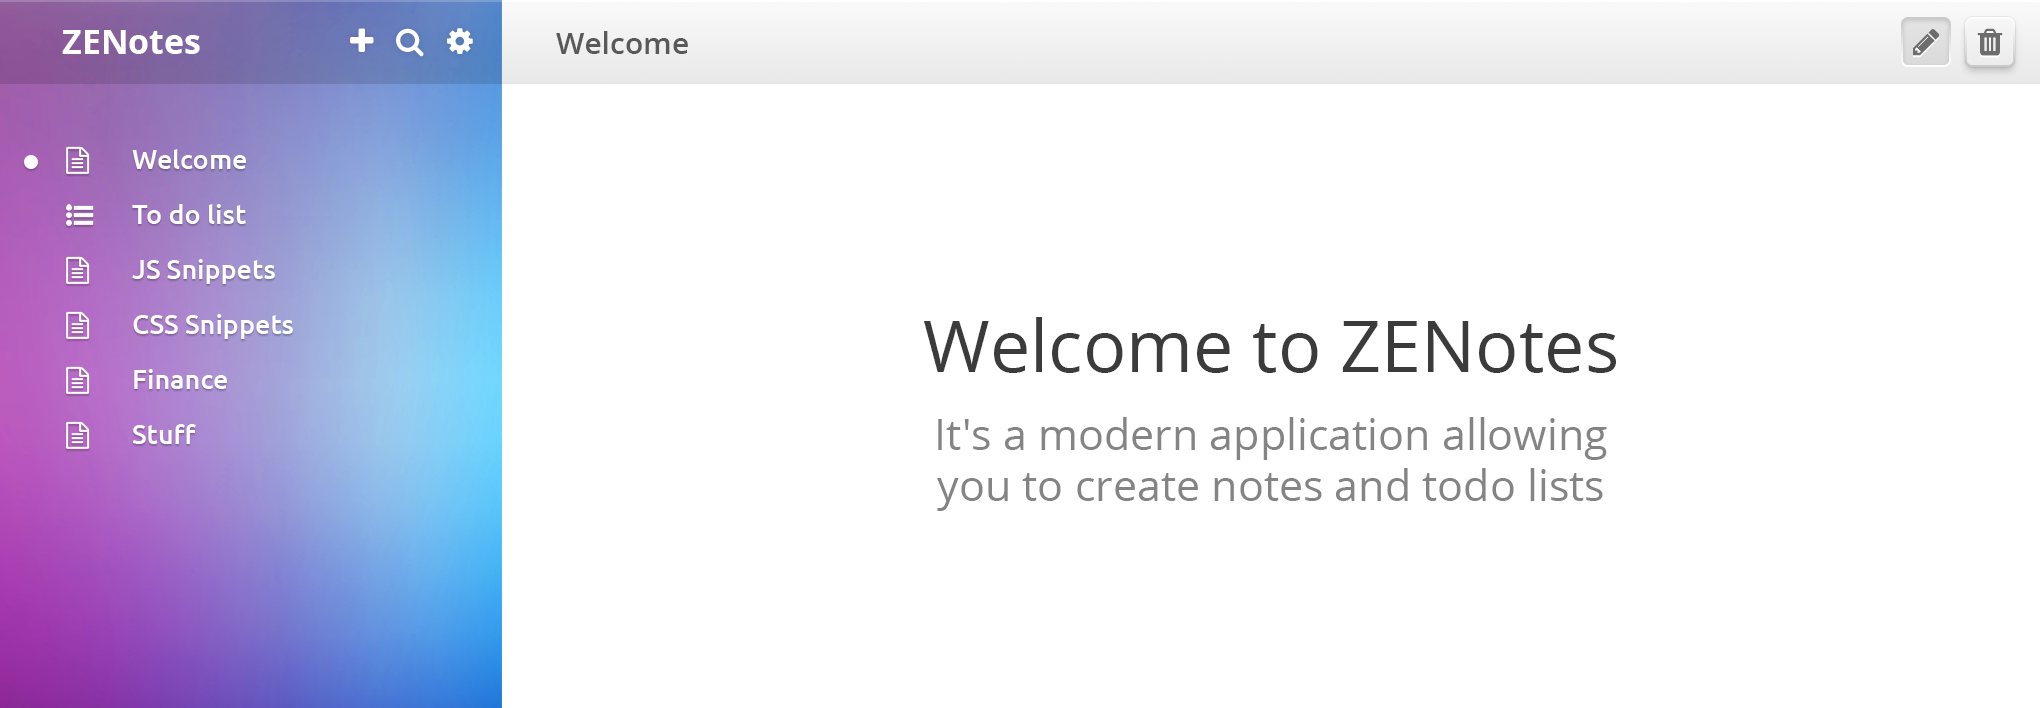 ZENotes
Welcome
To do list
JS Snippets
CSS Snippets
Finance
Stuff
Welcome
Welcome to ZENotes
It's a modern application allowing
you to create notes and todo lists